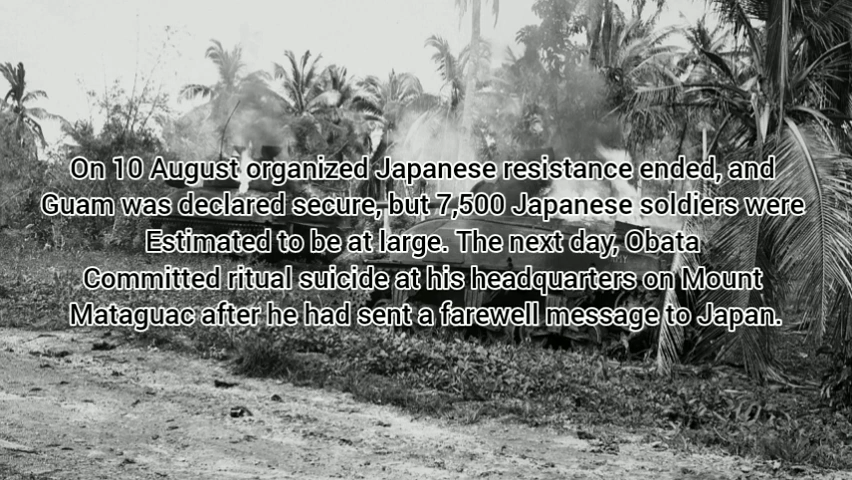 On 10 August organized Japanese resistance ended, and
Guam was declared secure, but 7,500 Japanese soldiers were
Estimated to be at large. The next day, Obata
Committed ritual suicide at his headquarters on Mount
Mataguac after he had sent a farewell message to Japan.